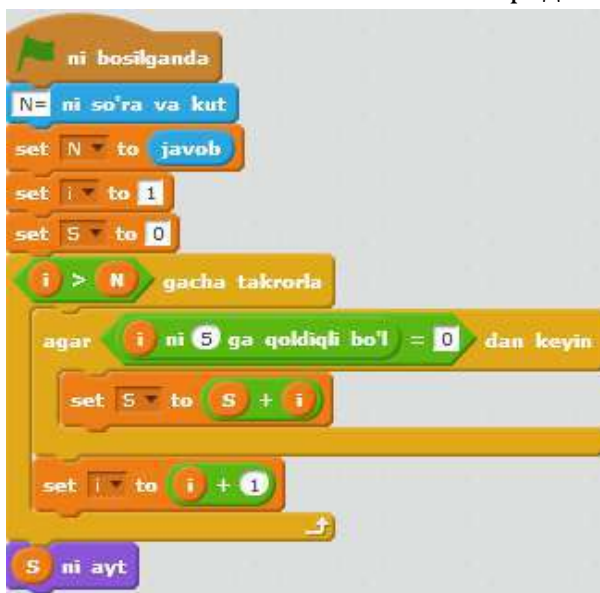 ni bosilganda
N= ni so'ra va kut
set N to javob
set i to 1
set S to 0
i > N gacha takrorla
agar i ni 5 ga qoldiqli bo'l = 0 dan keyin
set S to S + i
set i to i + 1
S ni ayt